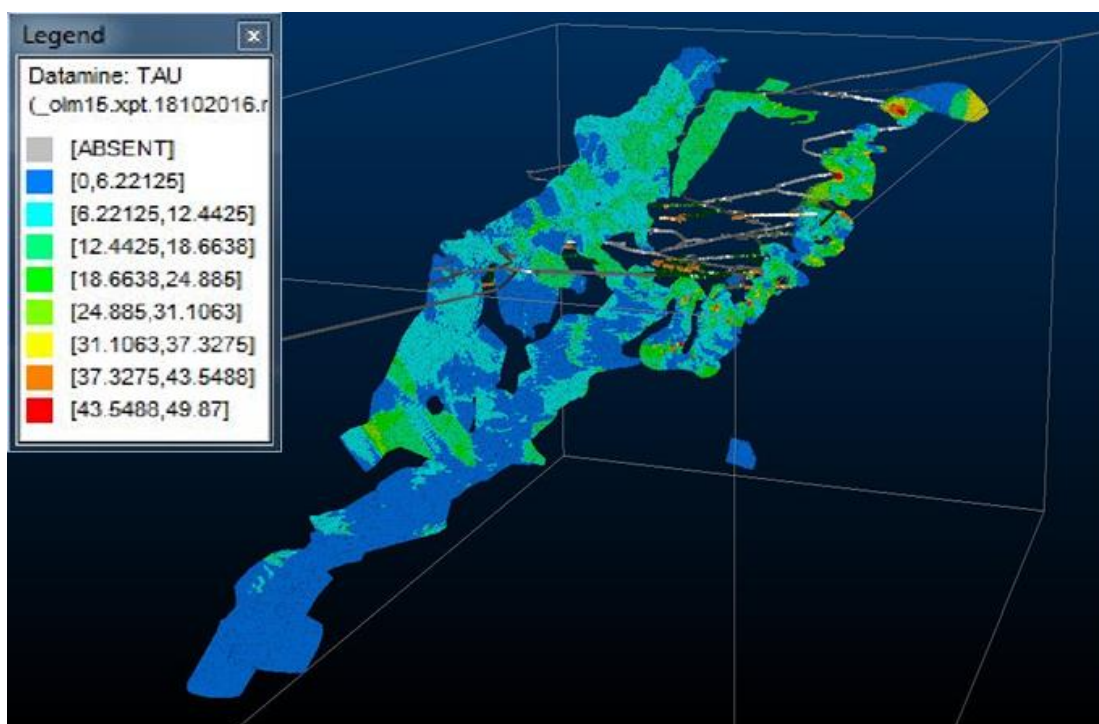 Legend
Datamine: TAU
(_olm15.xpt.18102016.r
[ABSENT]
[0,6.22125]
[6.22125,12.4425]
[12.4425,18.6638]
[18.6638,24.885]
[24.885,31.1063]
[31.1063,37.3275]
[37.3275,43.5488]
[43.5488,49.87]